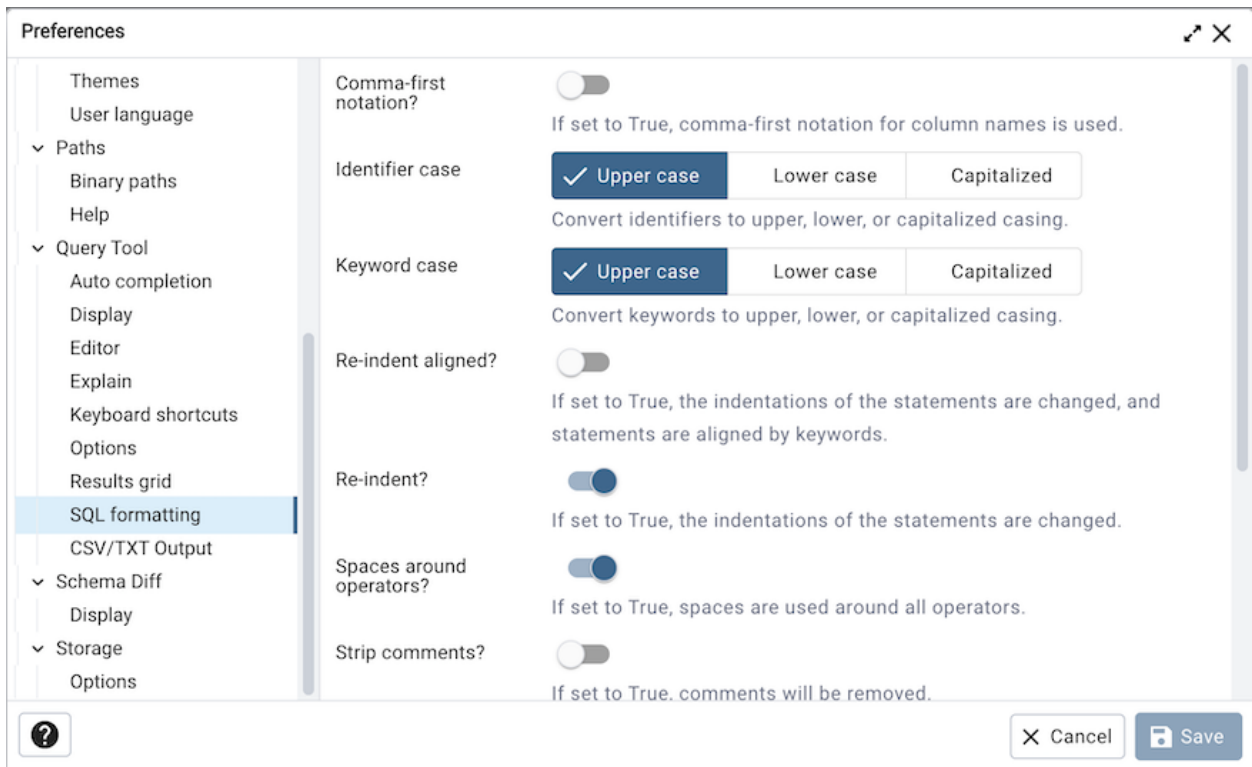 Preferences
Themes
User language
Paths
Binary paths
Help
Query Tool
Auto completion
Display
Editor
Explain
Keyboard shortcuts
Options
Results grid
SQL formatting
CSV/TXT Output
Schema Diff
Display
Storage
Options
Comma-first
notation?
If set to True, comma-first notation for column names is used.
Identifier case
Upper case Lower case Capitalized
Convert identifiers to upper, lower, or capitalized casing.
Keyword case
Upper case Lower case Capitalized
Convert keywords to upper, lower, or capitalized casing.
Re-indent aligned?
If set to True, the indentations of the statements are changed, and
statements are aligned by keywords.
Re-indent?
If set to True, the indentations of the statements are changed.
Spaces around
operators?
If set to True, spaces are used around all operators.
Strip comments?
If set to True, comments will be removed.
Cancel Save